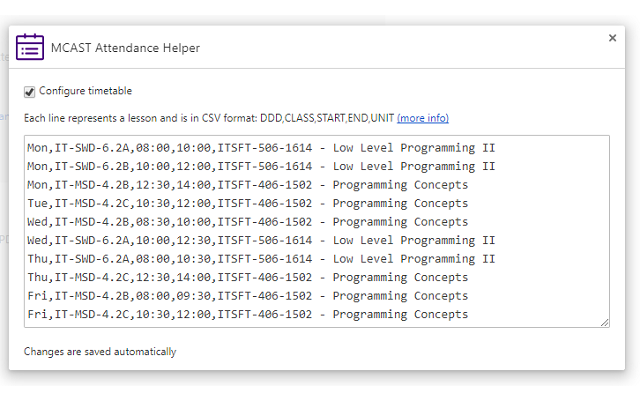 MCAST Attendance Helper
×
Configure timetable
Each line represents a lesson and is in CSV format: DDD,CLASS,START,END,UNIT (more info)
Mon,IT-SWD-6.2A,08:00,10:00,ITSFT-506-1614 - Low Level Programming II
Mon,IT-SWD-6.2B,10:00,12:00,ITSFT-506-1614 - Low Level Programming II
Mon,IT-MSD-4.2B,12:30,14:00,ITSFT-406-1502 - Programming Concepts
Tue,IT-MSD-4.2C,10:30,12:00,ITSFT-406-1502 - Programming Concepts
Wed,IT-MSD-4.2B,08:30,10:00,ITSFT-406-1502 - Programming Concepts
Wed,IT-SWD-6.2A,10:00,12:30,ITSFT-506-1614 - Low Level Programming II
Thu,IT-SWD-6.2A,08:00,10:30,ITSFT-506-1614 - Low Level Programming II
Thu,IT-MSD-4.2C,12:30,14:00,ITSFT-406-1502 - Programming Concepts
Fri,IT-MSD-4.2B,08:00,09:30,ITSFT-406-1502 - Programming Concepts
Fri,IT-MSD-4.2C,10:30,12:00,ITSFT-406-1502 - Programming Concepts
Changes are saved automatically